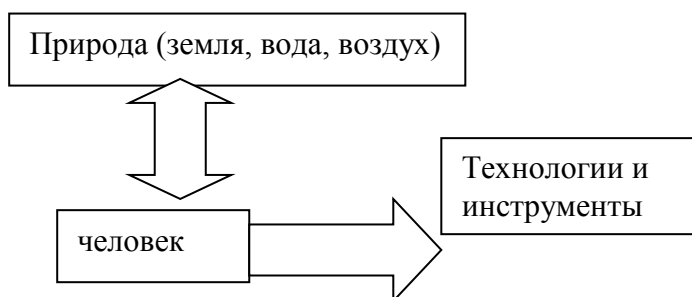 Природа (земля, вода, воздух)
Технологии и
инструменты
человек